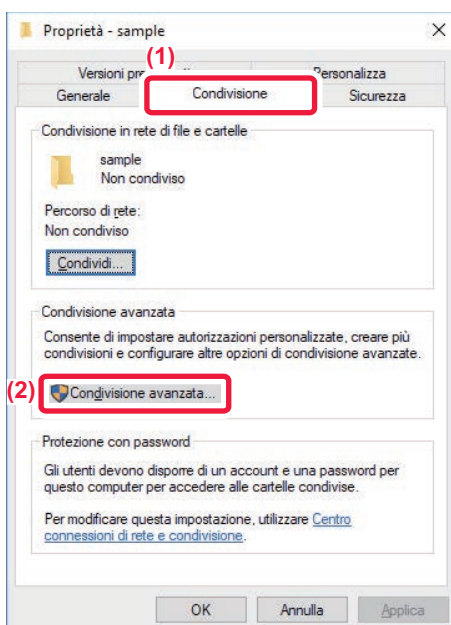 Proprietà - sample
(1)
Versioni pre
Personalizza
Generale
Condivisione
Sicurezza
Condivisione in rete di file e cartelle
sample
Non condiviso
Percorso di rete:
Non condiviso
Condividi...
Condivisione avanzata
Consente di impostare autorizzazioni personalizzate, creare più
condivisioni e configurare altre opzioni di condivisione avanzate.
(2)
Condivisione avanzata...
Protezione con password
Gli utenti devono disporre di un account e una password per
questo computer per accedere alle cartelle condivise.
Per modificare questa impostazione, utilizzare Centro
connessioni di rete e condivisione.
OK
Annulla
Applica